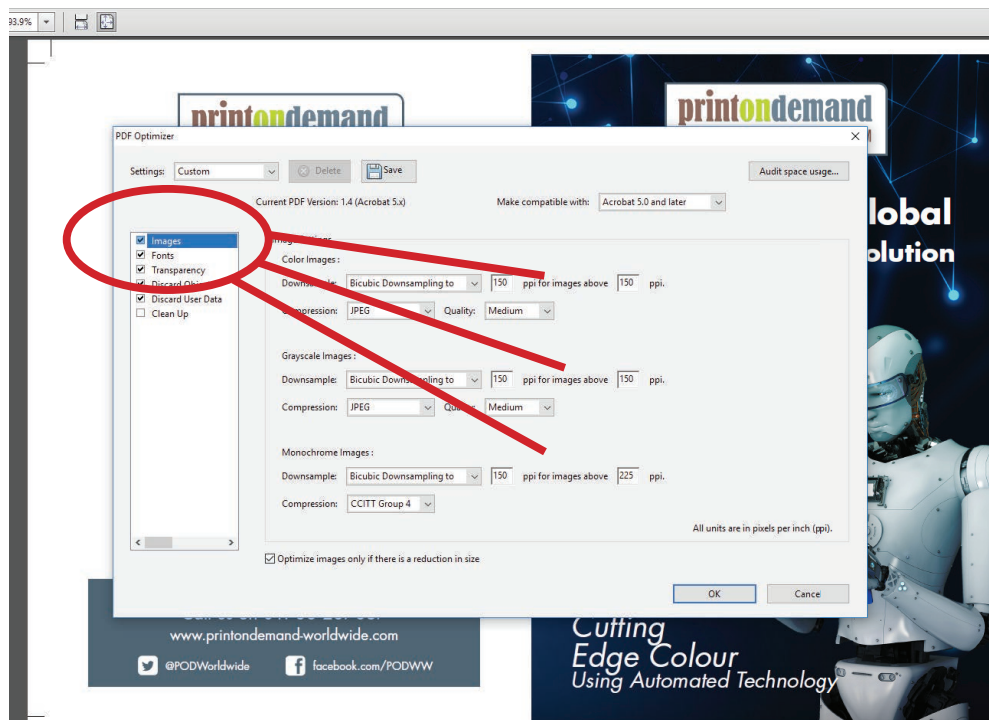 93.9%
printondemand
printondemand
PDF Optimizer
Settings: Custom Delete Save Audit space usage...
Current PDF Version: 1.4 (Acrobat 5.x) Make compatible with: Acrobat 5.0 and later
lobal
olution
Images
Fonts
Transparency
Discard User Data
Clean Up
Color Images :
Downsample: Bicubic Downsampling to 150 ppi for images above 150 ppi.
Compression: JPEG Quality: Medium
Grayscale Images :
Downsample: Bicubic Downsampling to 150 ppi for images above 150 ppi.
Compression: JPEG Quality: Medium
Monochrome Images :
Downsample: Bicubic Downsampling to 150 ppi for images above 225 ppi.
Compression: CCITT Group 4
All units are in pixels per inch (ppi).
Optimize images only if there is a reduction in size
OK Cancel
www.printondemand-worldwide.com
@PODWorldwide facebook.com/PODWW
Cutting
Edge Colour
Using Automated Technology